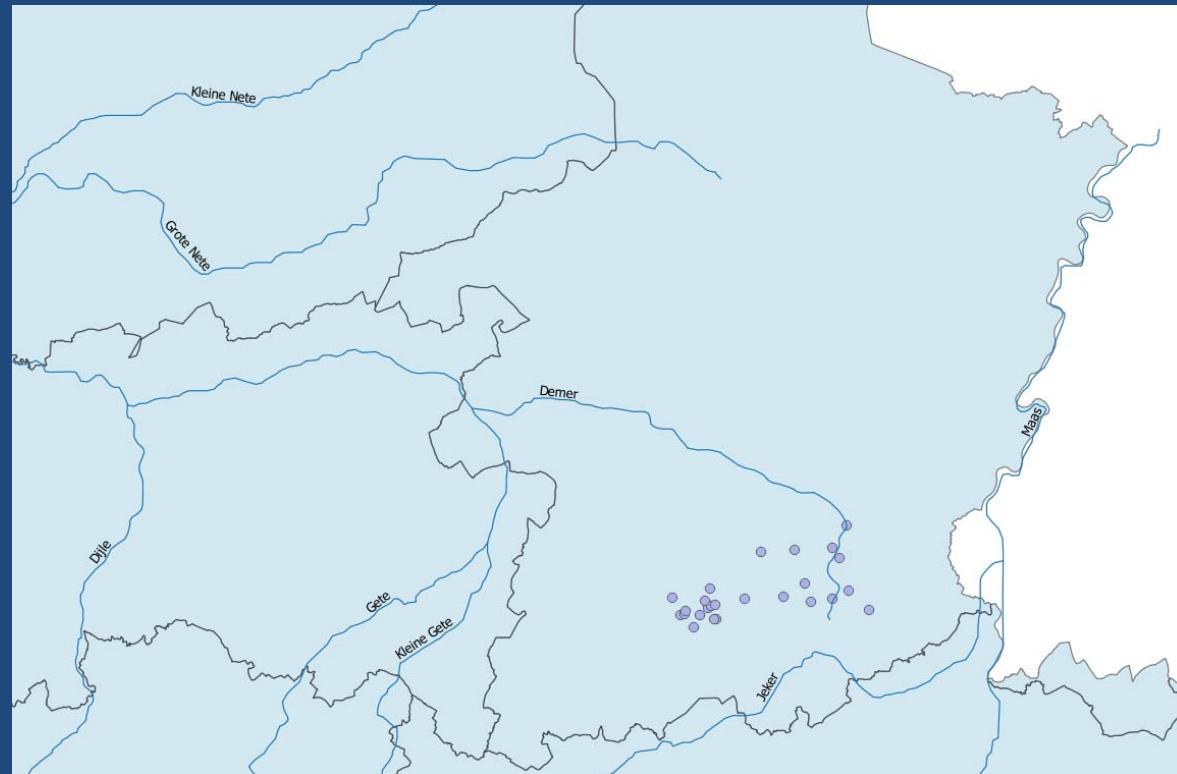 Kleine Nete
Grote Nete
Demer
Maas
Dijle
Gete
Kleine Gete
Jeker